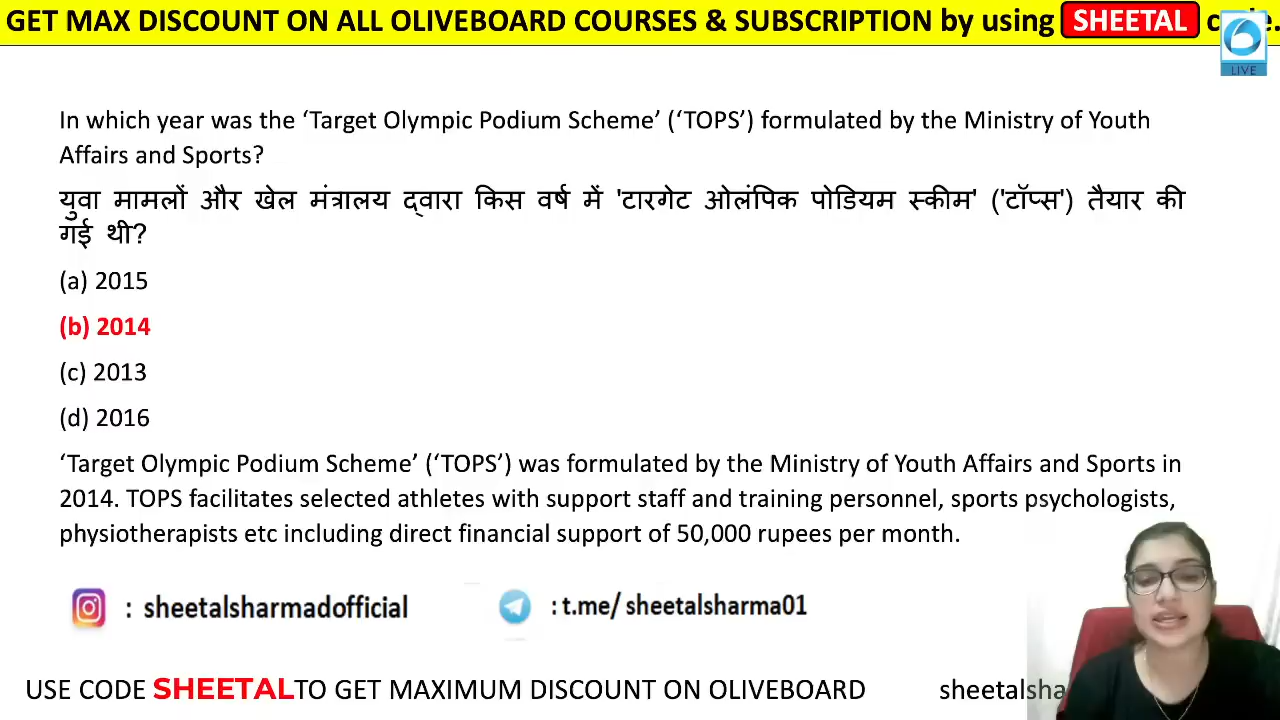 GET MAX DISCOUNT ON ALL OLIVEBOARD COURSES & SUBSCRIPTION by using SHEETAL code.
LIVE
In which year was the ‘Target Olympic Podium Scheme’ (‘TOPS’) formulated by the Ministry of Youth
Affairs and Sports?
युवा मामलों और खेल मंत्रालय द्वारा किस वर्ष में 'टारगेट ओलंपिक पोडियम स्कीम' ('टॉप्स') तैयार की
गई थी?
(a) 2015
(b) 2014
(c) 2013
(d) 2016
‘Target Olympic Podium Scheme’ (‘TOPS’) was formulated by the Ministry of Youth Affairs and Sports in
2014. TOPS facilitates selected athletes with support staff and training personnel, sports psychologists,
physiotherapists etc including direct financial support of 50,000 rupees per month.
: sheetalsharmadofficial
: t.me/ sheetalsharma01
USE CODE SHEETAL TO GET MAXIMUM DISCOUNT ON OLIVEBOARD
sheetalsha